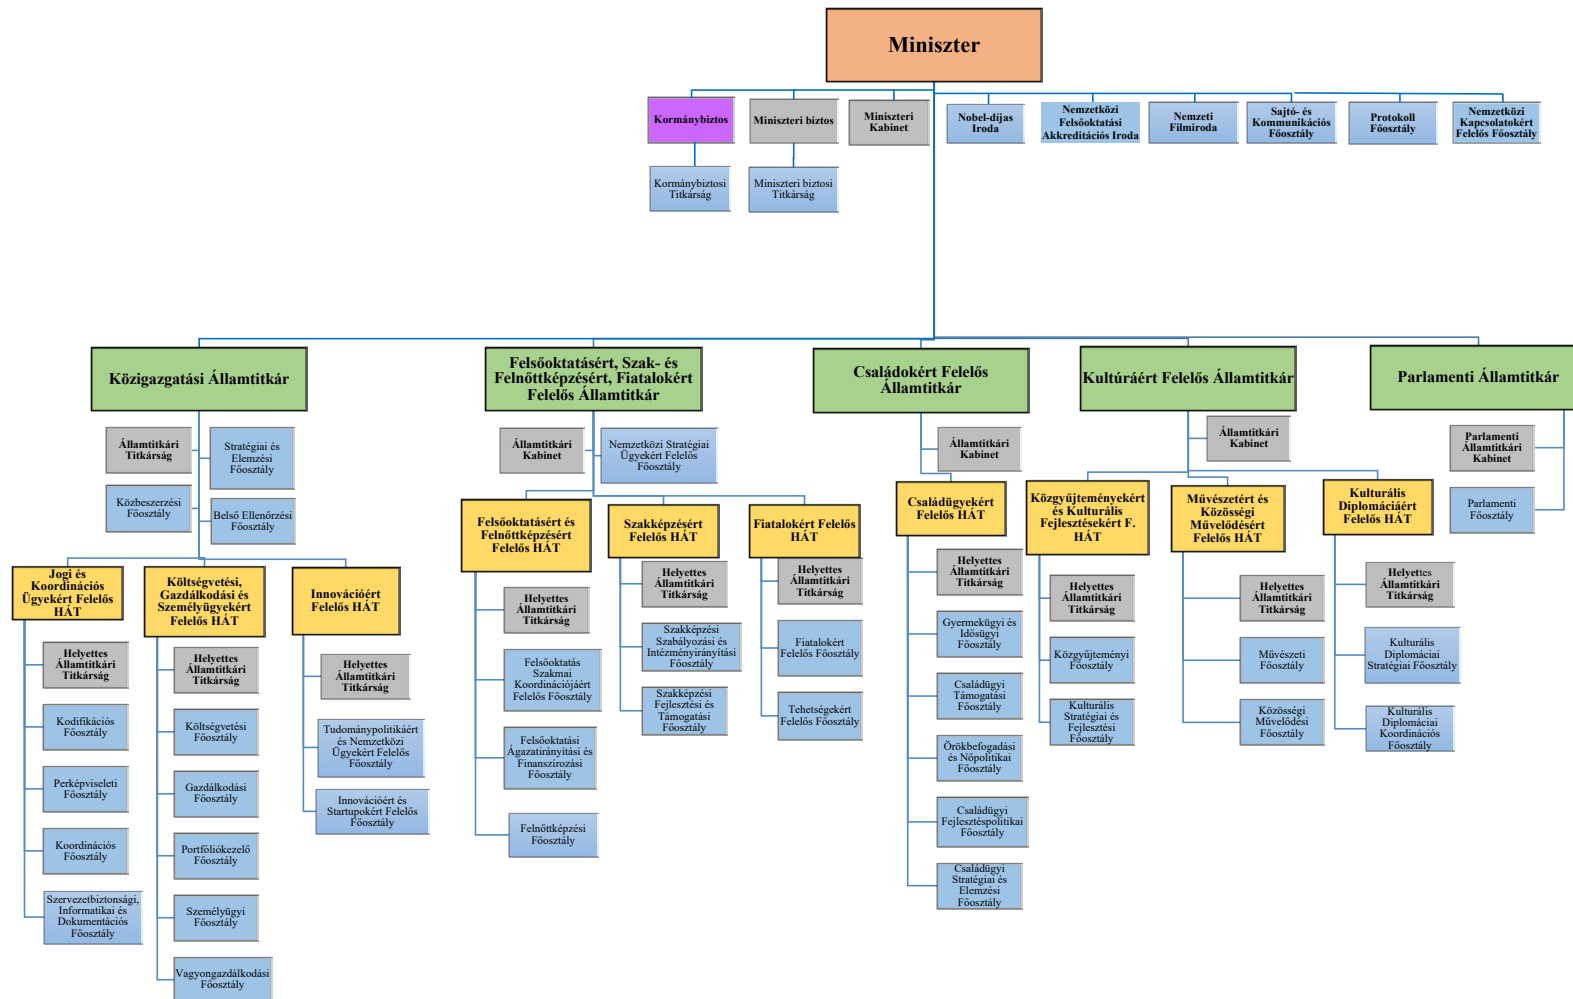 Miniszter
Kormánybiztos
Miniszteri biztos
Miniszteri
Kabinet
Nobel-díjas
Iroda
Nemzetközi
Felsőoktatási
Akkreditációs Iroda
Nemzeti
Filmiroda
Sajtó- és
Kommunikációs
Főosztály
Protokoll
Főosztály
Nemzetközi
Kapcsolatokért
Felelős Főosztály
Kormánybiztosi
Titkárság
Miniszteri biztosi
Titkárság
Közigazgatási Államtitkár
Felsőoktatásért, Szak- és
Felnőttképzésért, Fiatalokért
Felelős Államtitkár
Családokért Felelős
Államtitkár
Kultúráért Felelős Államtitkár
Parlamenti Államtitkár
Államtitkári
Titkárság
Stratégiai és
Elemzési
Főosztály
Közbeszerzési
Főosztály
Belső Ellenőrzési
Főosztály
Államtitkári
Kabinet
Nemzetközi Stratégiai
Ügyekért Felelős
Főosztály
Államtitkári
Kabinet
Államtitkári
Kabinet
Parlamenti
Államtitkári
Kabinet
Parlamenti
Főosztály
Jogi és
Koordinációs
Ügyekért Felelős
HÁT
Helyettes
Államtitkári
Titkárság
Kodifikációs
Főosztály
Perképviseleti
Főosztály
Koordinációs
Főosztály
Szervezetbiztonsági,
Informatikai és
Dokumentációs
Főosztály
Költségvetési,
Gazdálkodási és
Személyügyekért
Felelős HÁT
Helyettes
Államtitkári
Titkárság
Költségvetési
Főosztály
Gazdálkodási
Főosztály
Portfóliókezelő
Főosztály
Személyügyi
Főosztály
Vagyongazdálkodási
Főosztály
Innovációért
Felelős HÁT
Helyettes
Államtitkári
Titkárság
Tudománypolitikáért
és Nemzetközi
Ügyekért Felelős
Főosztály
Innovációért és
Startupokért Felelős
Főosztály
Felsőoktatásért és
Felnőttképzésért
Felelős HÁT
Helyettes
Államtitkári
Titkárság
Felsőoktatás
Szakmai
Koordinációjáért
Felelős Főosztály
Felsőoktatási
Ágazatirányítási és
Finanszírozási
Főosztály
Felnőttképzési
Főosztály
Szakképzésért
Felelős HÁT
Helyettes
Államtitkári
Titkárság
Szakképzési
Szabályozási és
Intézményirányítási
Főosztály
Szakképzési
Fejlesztési és
Támogatási
Főosztály
Fiatalokért Felelős
HÁT
Helyettes
Államtitkári
Titkárság
Fiatalokért
Felelős Főosztály
Tehetségekért
Felelős Főosztály
Családügyekért
Felelős HÁT
Helyettes
Államtitkári
Titkárság
Gyermekügyi és
Idősügyi
Főosztály
Családügyi
Támogatási
Főosztály
Örökbefogadási
és Nőpolitikai
Főosztály
Családügyi
Fejlesztéspolitikai
Főosztály
Családügyi
Stratégiai és
Elemzési
Főosztály
Közgyűjteményekért
és Kulturális
Fejlesztésekért F.
HÁT
Helyettes
Államtitkári
Titkárság
Közgyűjteményi
Főosztály
Kulturális
Stratégiai és
Fejlesztési
Főosztály
Művészetért és
Közösségi
Művelődésért
Felelős HÁT
Helyettes
Államtitkári
Titkárság
Művészeti
Főosztály
Közösségi
Művelődési
Főosztály
Kulturális
Diplomáciáért
Felelős HÁT
Helyettes
Államtitkári
Titkárság
Kulturális
Diplomáciai
Stratégiai Főosztály
Kulturális
Diplomáciai
Koordinációs
Főosztály